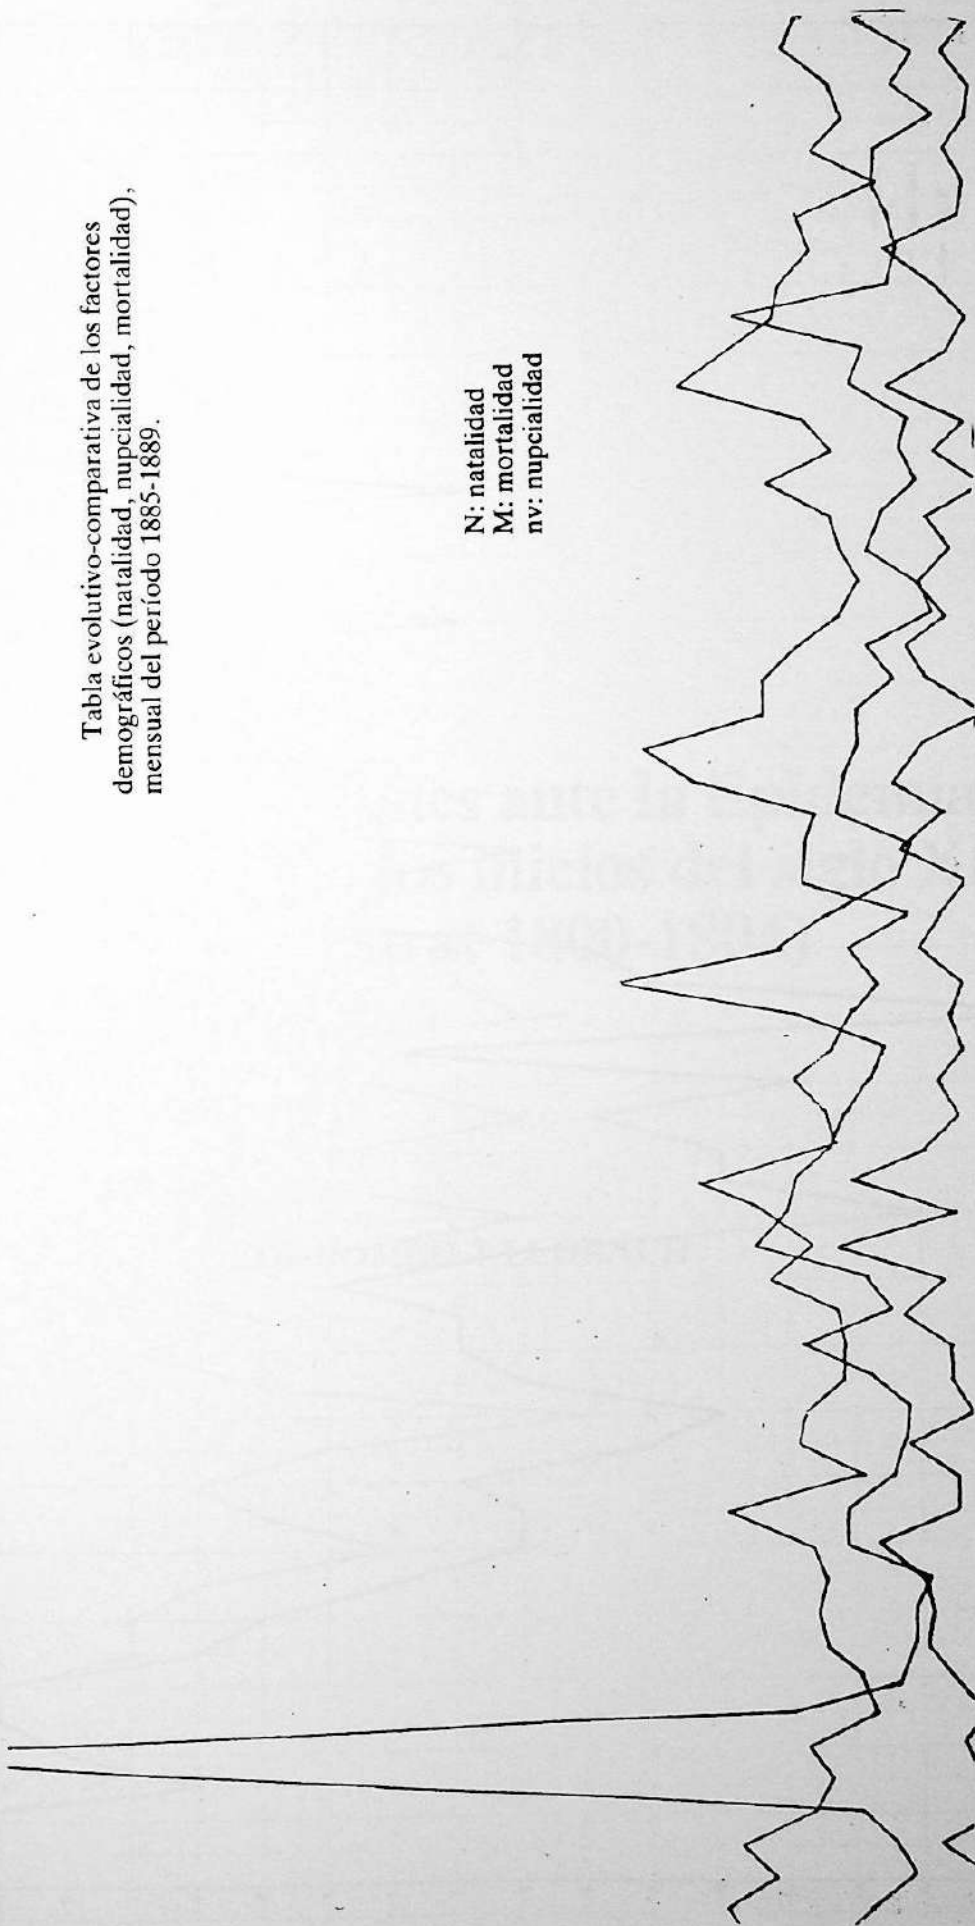 Tabla evolutivo-comparativa de los factores
demográficos (natalidad, nupcialidad, mortalidad),
mensual del período 1885-1889.
N: natalidad
M: mortalidad
nv: nupcialidad